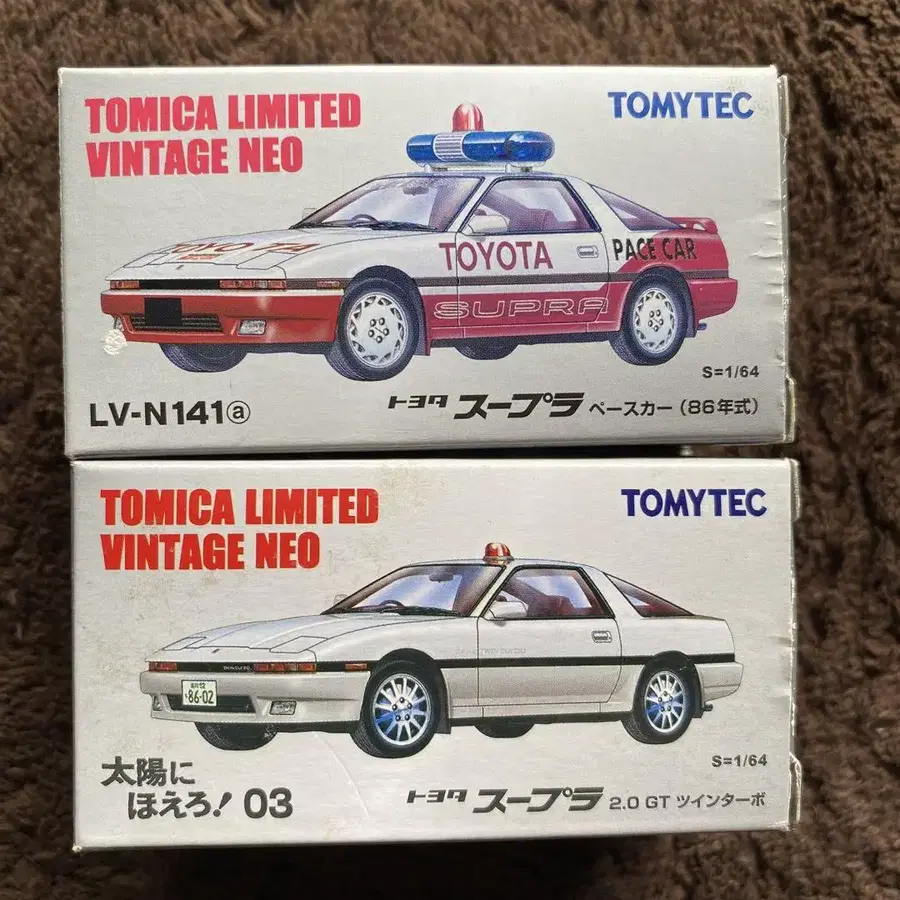 TOMICA LIMITED
VINTAGE NEO
TOMYTEC
TOYOTA
PACE CAR
SUPRA
S=1/64
LV-N141ⓐ
トヨタ スープラ ペースカー (86年式)
TOMICA LIMITED
VINTAGE NEO
TOMYTEC
86-02
S=1/64
太陽に
ほえろ! 03
トヨタ スープラ 2.0 GT ツインターボ